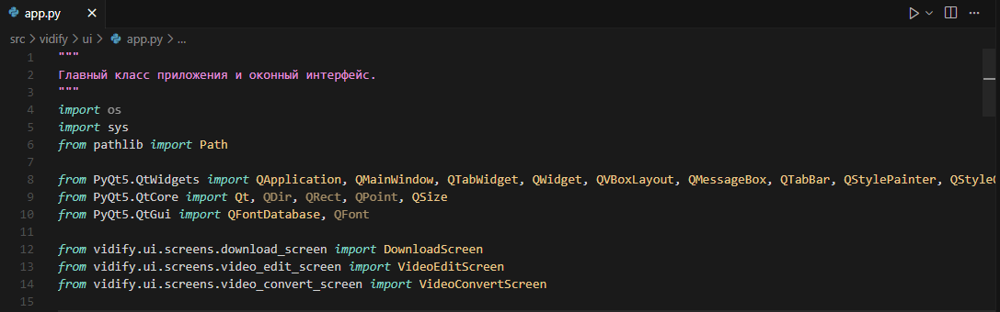 app.py
src > vidify > ui > app.py > ...
1 """
2 Главный класс приложения и оконный интерфейс.
3 """
4 import os
5 import sys
6 from pathlib import Path
7
8 from PyQt5.QtWidgets import QApplication, QMainWindow, QTabWidget, QWidget, QVBoxLayout, QMessageBox, QTabBar, QStylePainter,
9 from PyQt5.QtCore import Qt, QDir, QRect, QPoint, QSize
10 from PyQt5.QtGui import QFontDatabase, QFont
11
12 from vidify.ui.screens.download_screen import DownloadScreen
13 from vidify.ui.screens.video_edit_screen import VideoEditScreen
14 from vidify.ui.screens.video_convert_screen import VideoConvertScreen
15